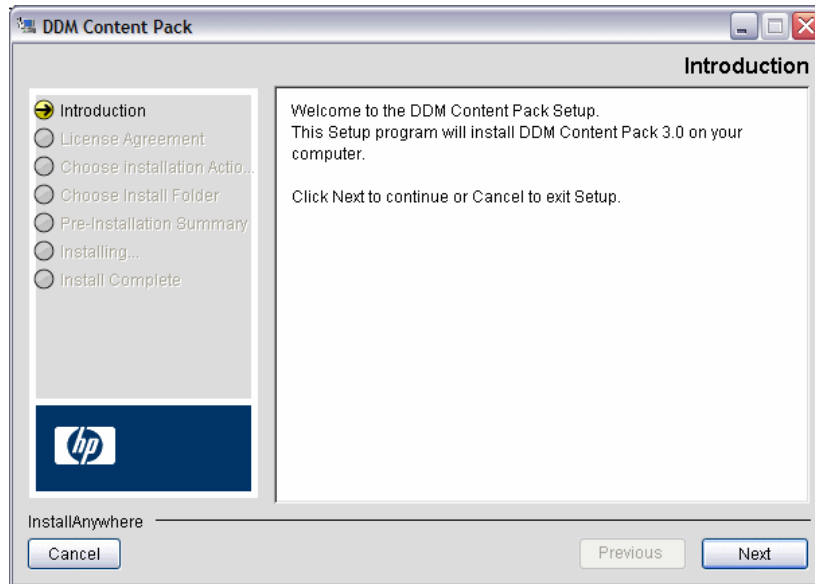 DDM Content Pack
Introduction
Introduction
License Agreement
Choose installation Actio...
Choose Install Folder
Pre-Installation Summary
Installing...
Install Complete
Welcome to the DDM Content Pack Setup.
This Setup program will install DDM Content Pack 3.0 on your
computer.
Click Next to continue or Cancel to exit Setup.
hp
InstallAnywhere
Cancel
Previous
Next